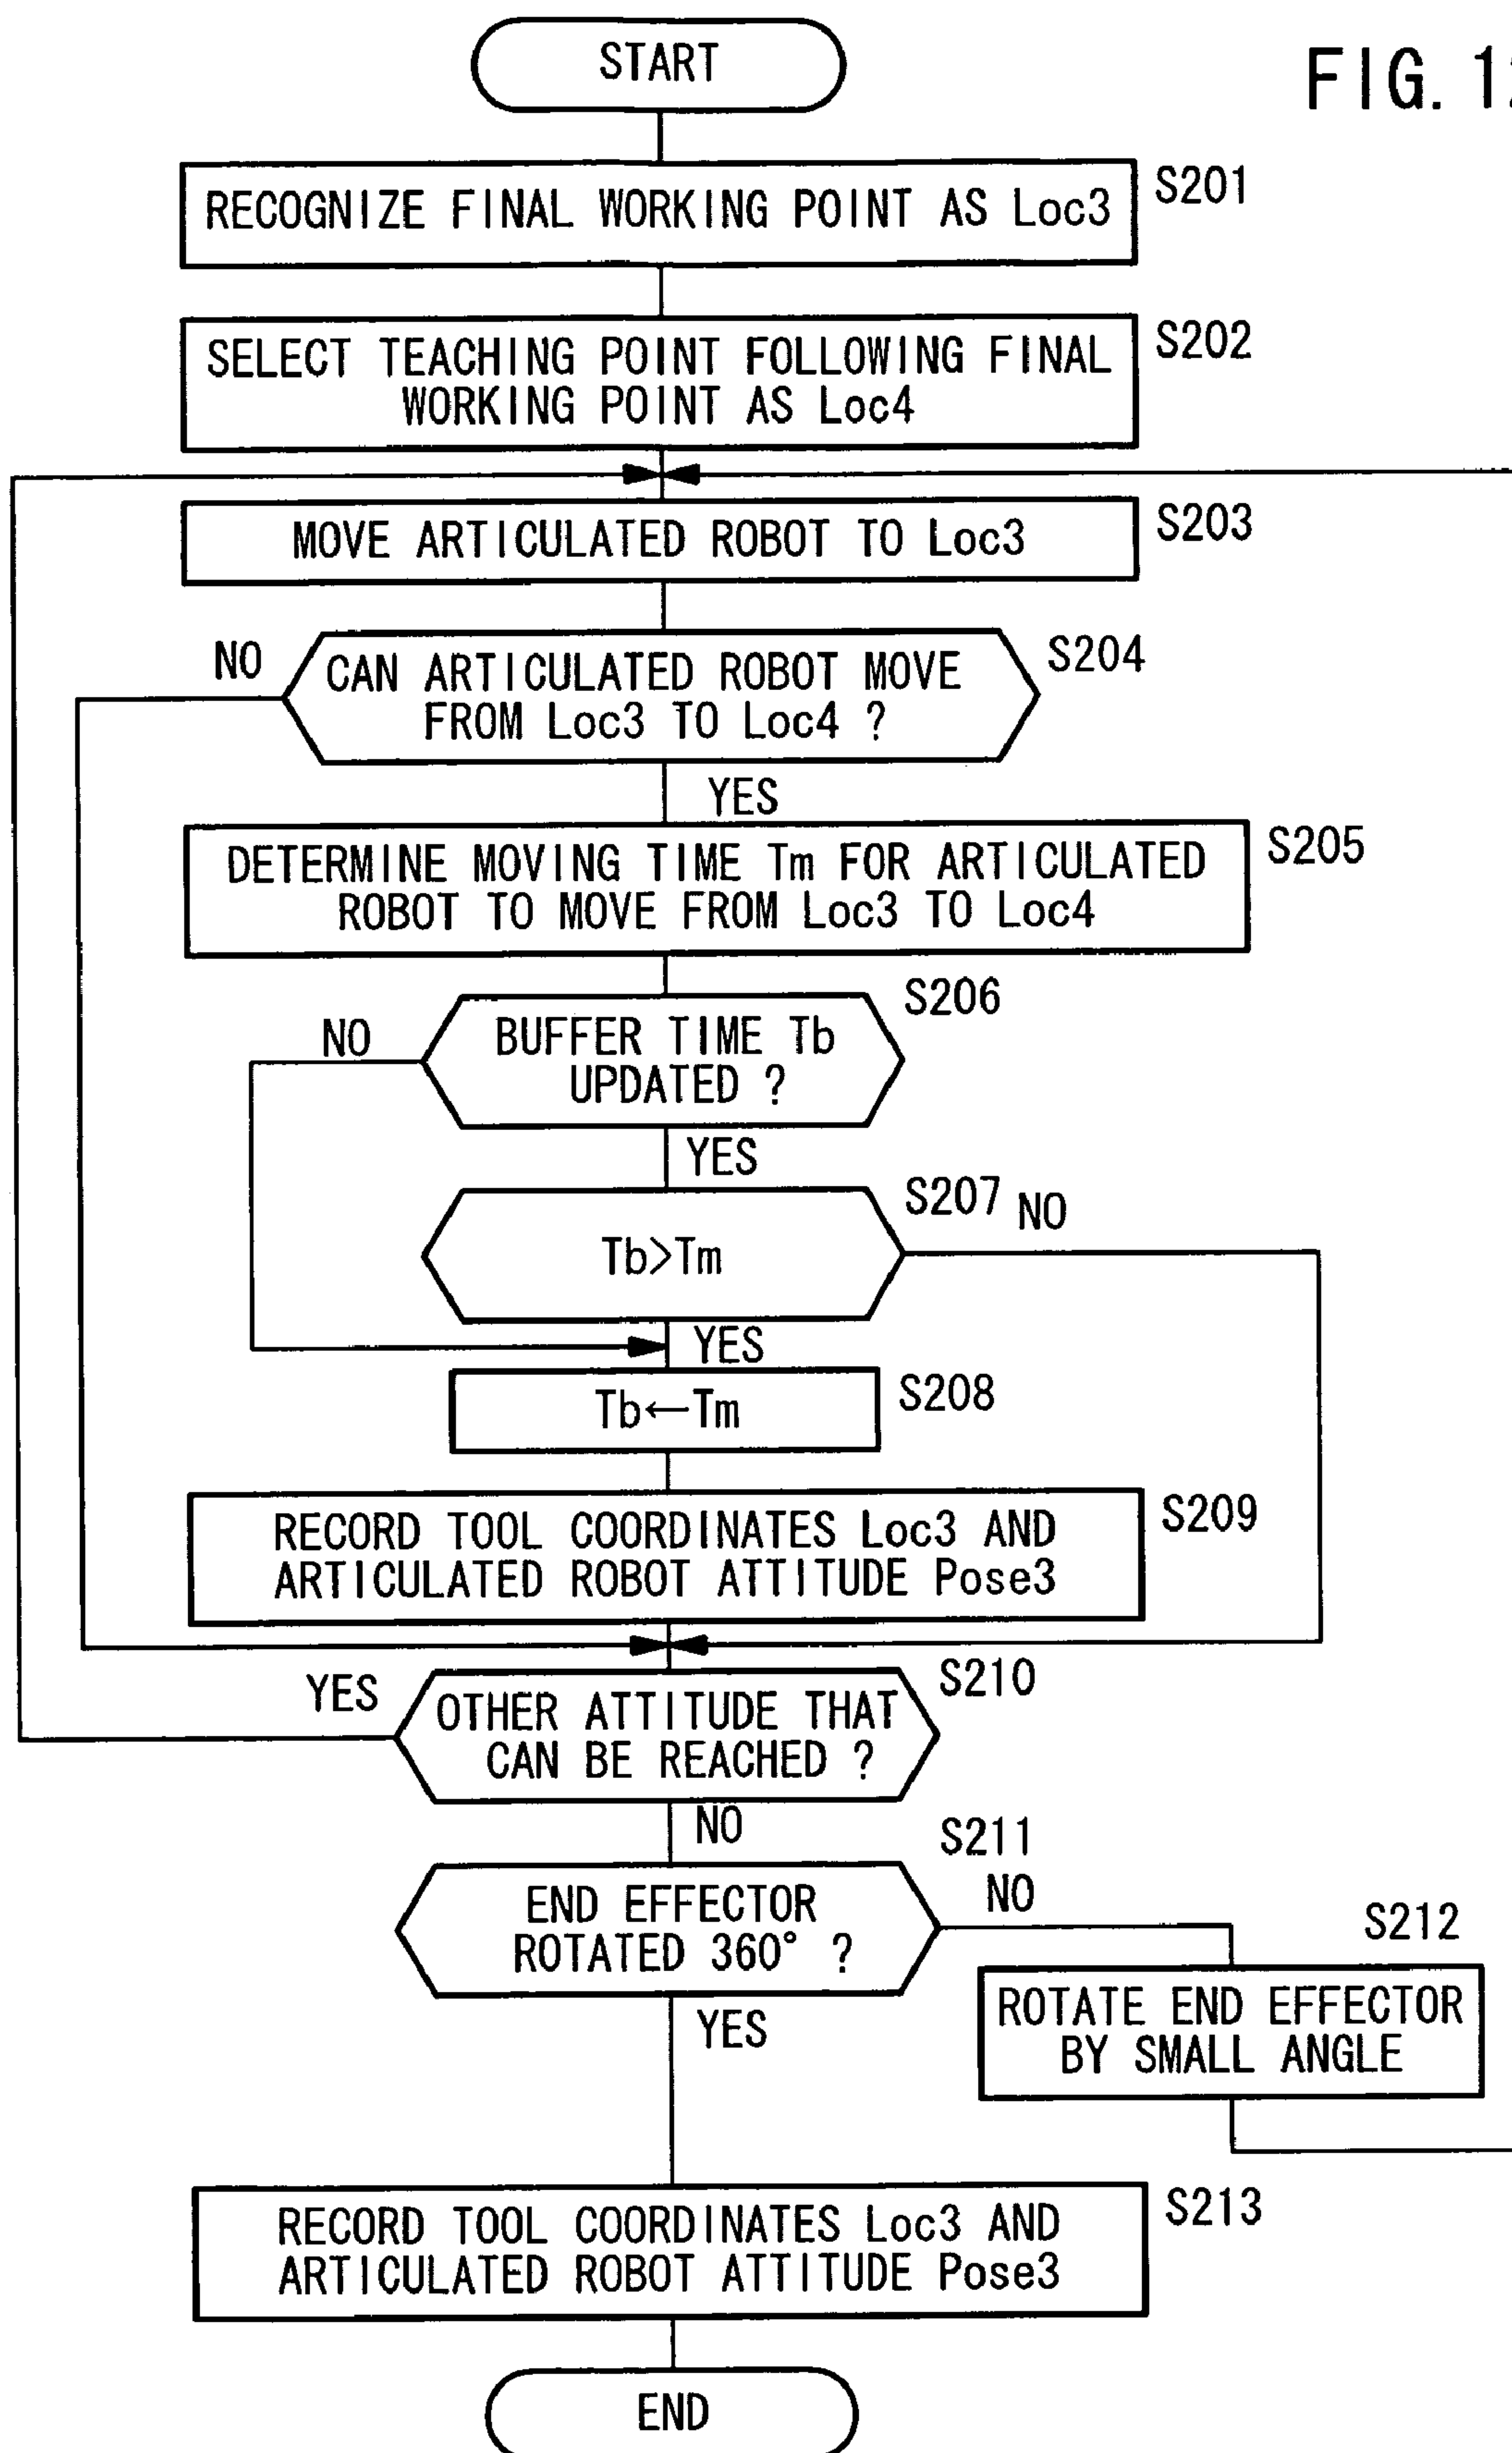 START
FIG. 12
RECOGNIZE FINAL WORKING POINT AS Loc3
S201
SELECT TEACHING POINT FOLLOWING FINAL
WORKING POINT AS Loc4
S202
MOVE ARTICULATED ROBOT TO Loc3
S203
NO
CAN ARTICULATED ROBOT MOVE
FROM Loc3 TO Loc4 ?
S204
YES
DETERMINE MOVING TIME Tm FOR ARTICULATED
ROBOT TO MOVE FROM Loc3 TO Loc4
S205
NO
BUFFER TIME Tb
UPDATED ?
S206
YES
Tb>Tm
S207
NO
YES
Tb←Tm
S208
RECORD TOOL COORDINATES Loc3 AND
ARTICULATED ROBOT ATTITUDE Pose3
S209
YES
OTHER ATTITUDE THAT
CAN BE REACHED ?
S210
NO
END EFFECTOR
ROTATED 360° ?
S211
NO
S212
ROTATE END EFFECTOR
BY SMALL ANGLE
YES
RECORD TOOL COORDINATES Loc3 AND
ARTICULATED ROBOT ATTITUDE Pose3
S213
END